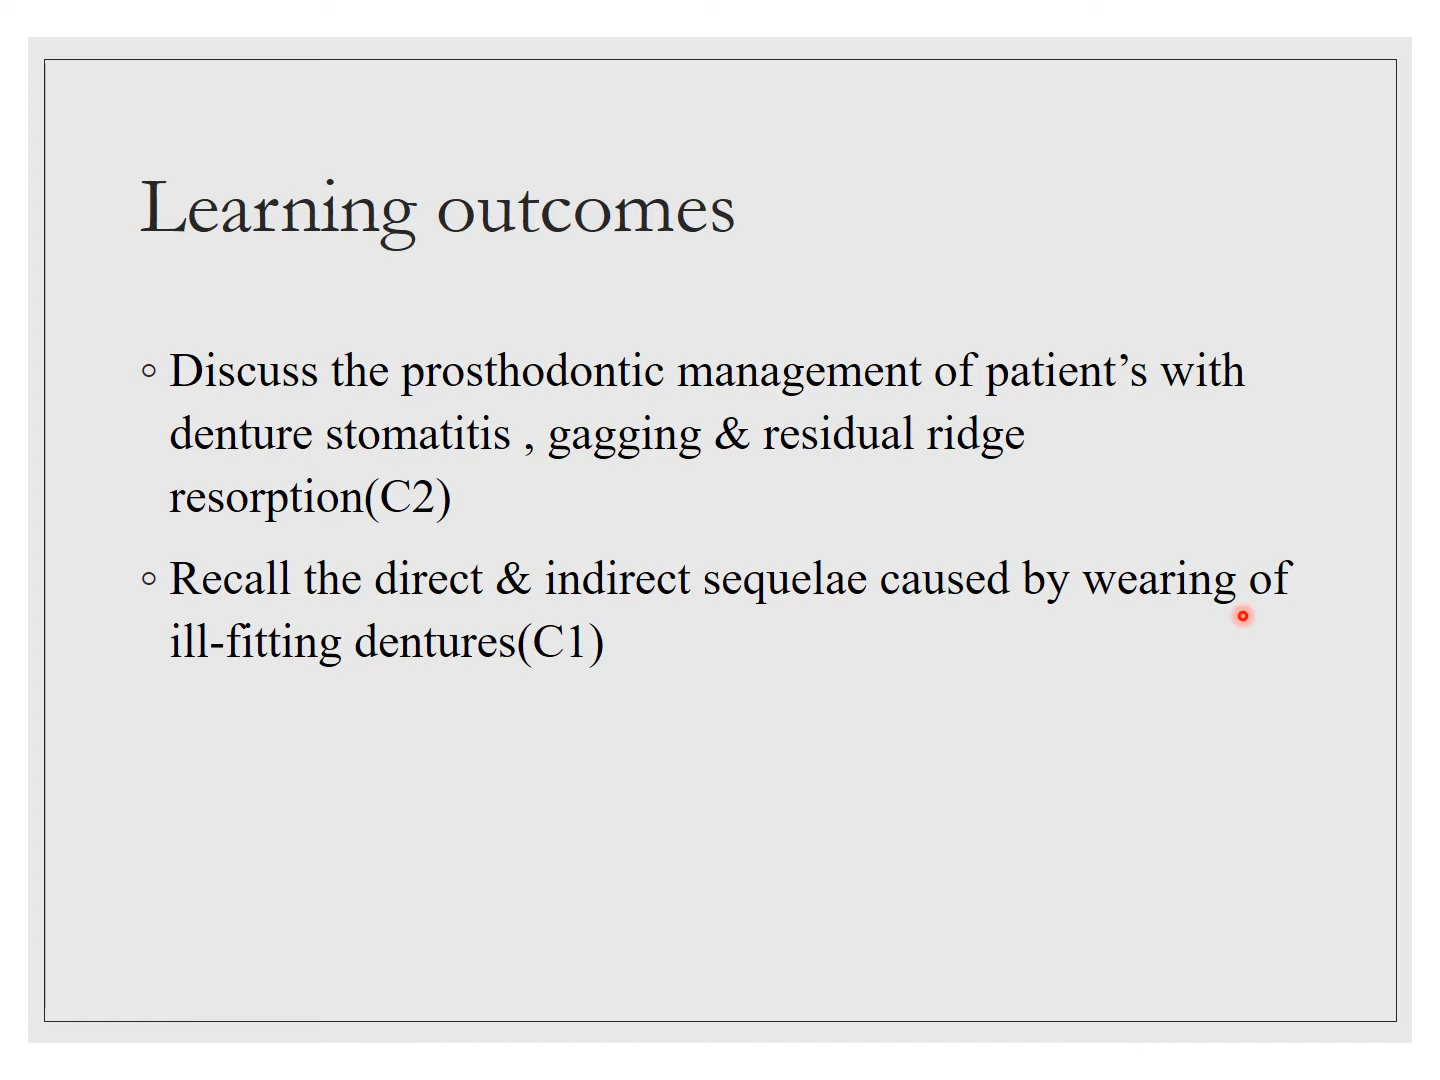 Learning outcomes
◦ Discuss the prosthodontic management of patient’s with
denture stomatitis , gagging & residual ridge
resorption(C2)
◦ Recall the direct & indirect sequelae caused by wearing of
ill-fitting dentures(C1)